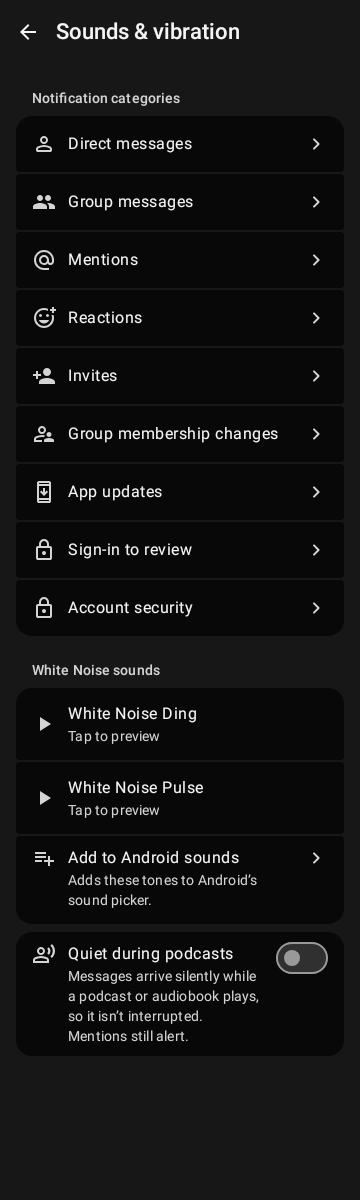 Sounds & vibration
Notification categories
Direct messages
Group messages
Mentions
Reactions
Invites
Group membership changes
App updates
Sign-in to review
Account security
White Noise sounds
White Noise Ding
Tap to preview
White Noise Pulse
Tap to preview
Add to Android sounds
Adds these tones to Android’s
sound picker.
Quiet during podcasts
Messages arrive silently while
a podcast or audiobook plays,
so it isn’t interrupted.
Mentions still alert.